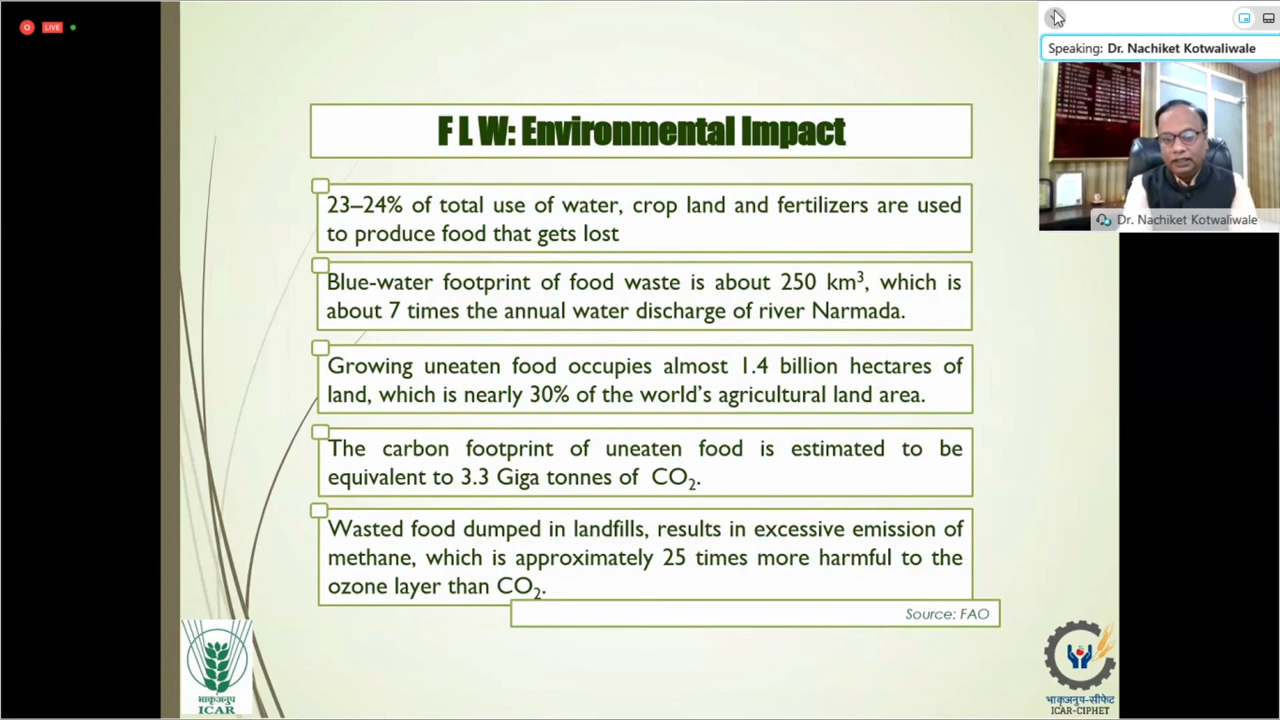 LIVE
Speaking: Dr. Nachiket Kotwaliwale
Dr. Nachiket Kotwaliwale
F L W: Environmental Impact
23–24% of total use of water, crop land and fertilizers are used
to produce food that gets lost
Blue-water footprint of food waste is about 250 km³, which is
about 7 times the annual water discharge of river Narmada.
Growing uneaten food occupies almost 1.4 billion hectares of
land, which is nearly 30% of the world's agricultural land area.
The carbon footprint of uneaten food is estimated to be
equivalent to 3.3 Giga tonnes of CO₂.
Wasted food dumped in landfills, results in excessive emission of
methane, which is approximately 25 times more harmful to the
ozone layer than CO₂.
Source: FAO
भाकृअनुप
ICAR
भाकृअनुप-सीफेट
ICAR-CIPHET